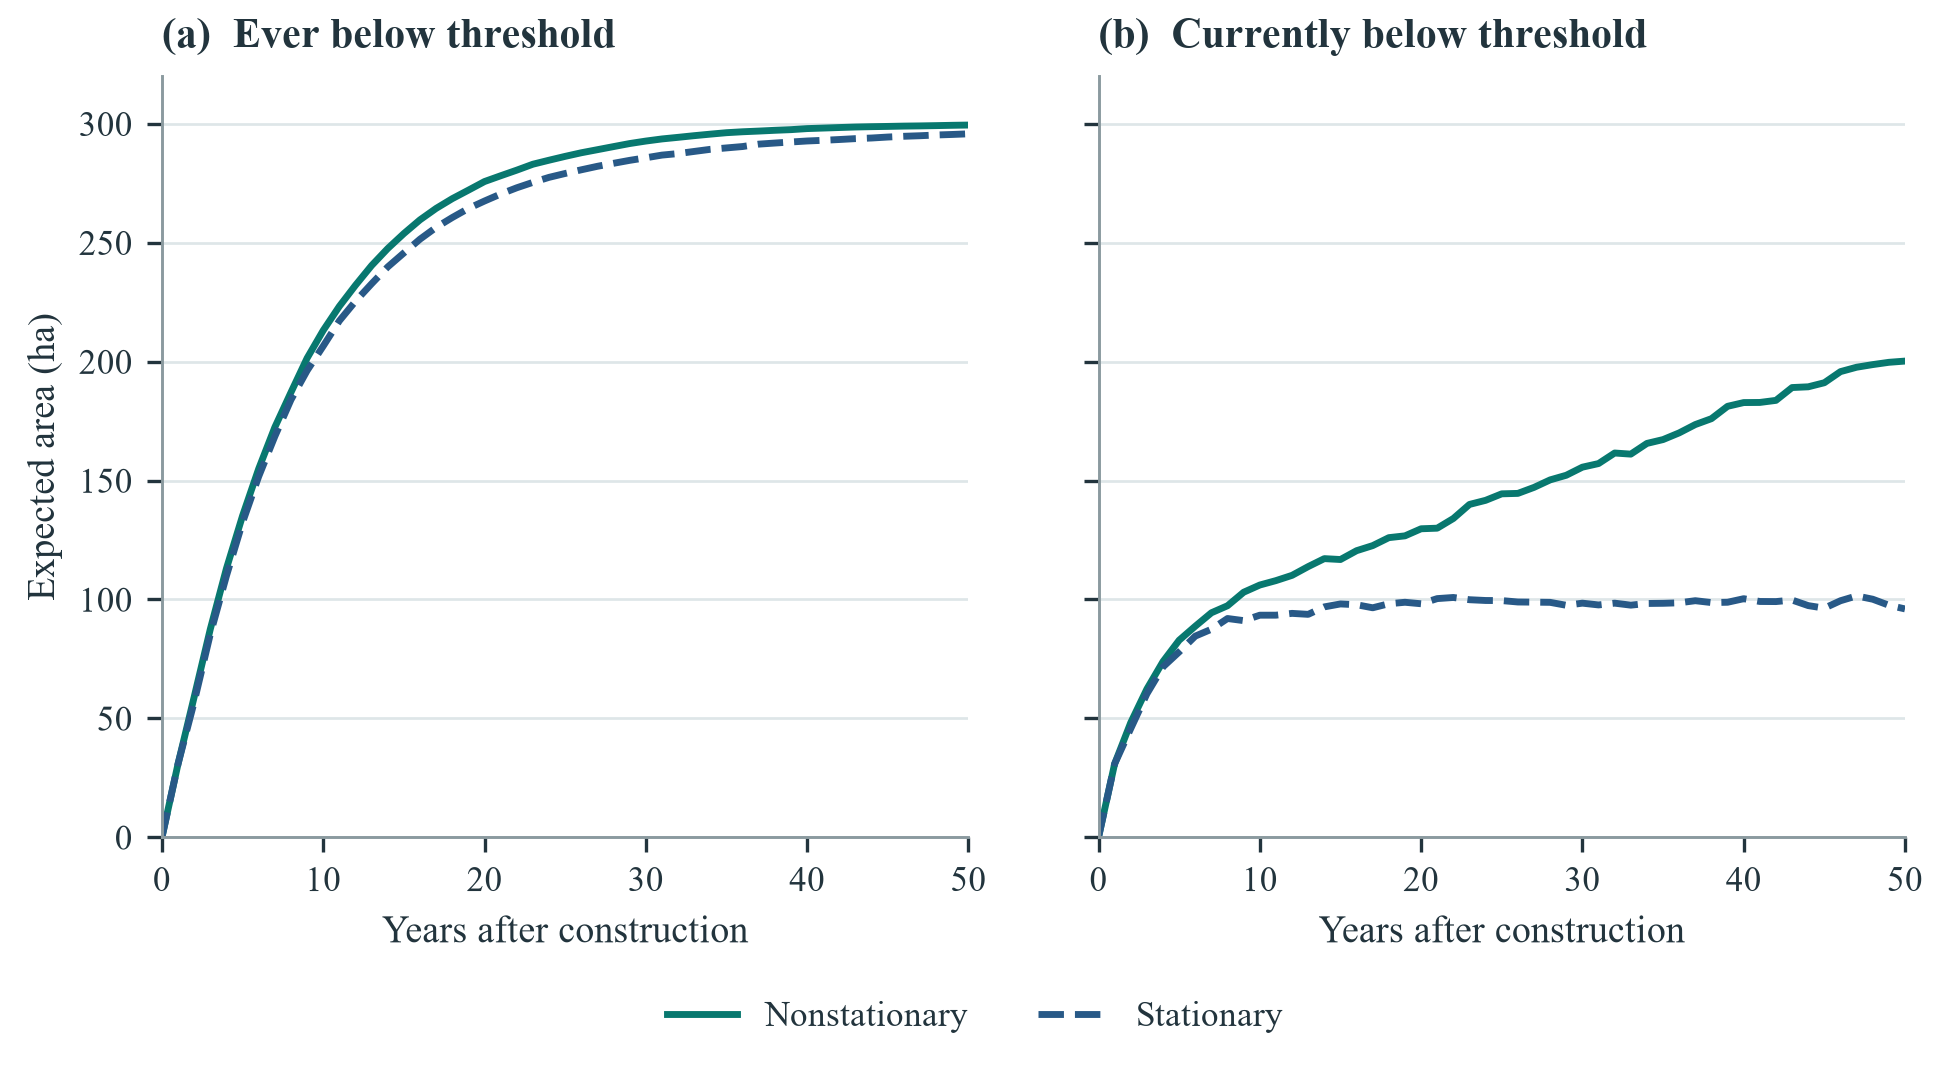 (a) Ever below threshold
(b) Currently below threshold
Expected area (ha)
300
250
200
150
100
50
0
0 10 20 30 40 50
0 10 20 30 40 50
Years after construction
Years after construction
Nonstationary
Stationary